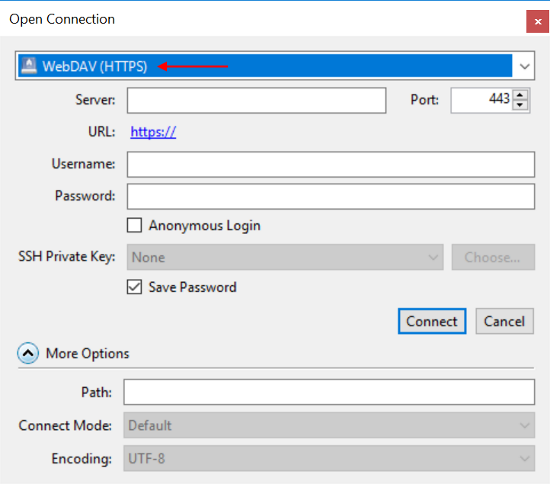 Open Connection
WebDAV (HTTPS)
Server: Port: 443
URL: https://
Username:
Password:
Anonymous Login
SSH Private Key: None Choose...
Save Password
Connect Cancel
More Options
Path:
Connect Mode: Default
Encoding: UTF-8